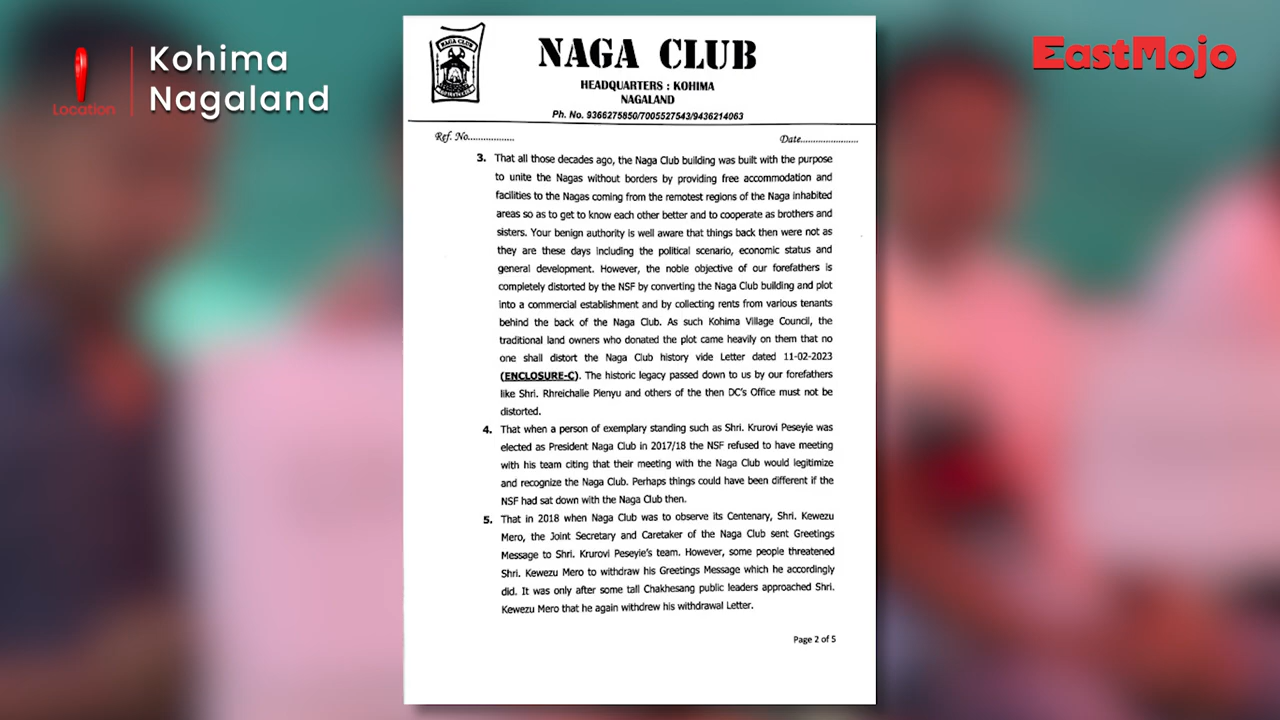 Location
Kohima
Nagaland
EastMojo
NAGA CLUB
NAGA CLUB
HEADQUARTERS : KOHIMA
NAGALAND
Ph. No. 9366275850/7005527543/9436214063
Ref. No..................
Date......................
3. That all those decades ago, the Naga Club building was built with the purpose
to unite the Nagas without borders by providing free accommodation and
facilities to the Nagas coming from the remotest regions of the Naga inhabited
areas so as to get to know each other better and to cooperate as brothers and
sisters. Your benign authority is well aware that things back then were not as
they are these days including the political scenario, economic status and
general development. However, the noble objective of our forefathers is
completely distorted by the NSF by converting the Naga Club building and plot
into a commercial establishment and by collecting rents from various tenants
behind the back of the Naga Club. As such Kohima Village Council, the
traditional land owners who donated the plot came heavily on them that no
one shall distort the Naga Club history vide Letter dated 11-02-2023
(ENCLOSURE-C). The historic legacy passed down to us by our forefathers
like Shri. Rhreichalie Pienyu and others of the then DC's Office must not be
distorted.
4. That when a person of exemplary standing such as Shri. Krurovi Peseyie was
elected as President Naga Club in 2017/18 the NSF refused to have meeting
with his team citing that their meeting with the Naga Club would legitimize
and recognize the Naga Club. Perhaps things could have been different if the
NSF had sat down with the Naga Club then.
5. That in 2018 when Naga Club was to observe its Centenary, Shri. Kewezu
Mero, the Joint Secretary and Caretaker of the Naga Club sent Greetings
Message to Shri. Krurovi Peseyie's team. However, some people threatened
Shri. Kewezu Mero to withdraw his Greetings Message which he accordingly
did. It was only after some tall Chakhesang public leaders approached Shri.
Kewezu Mero that he again withdrew his withdrawal Letter.
Page 2 of 5